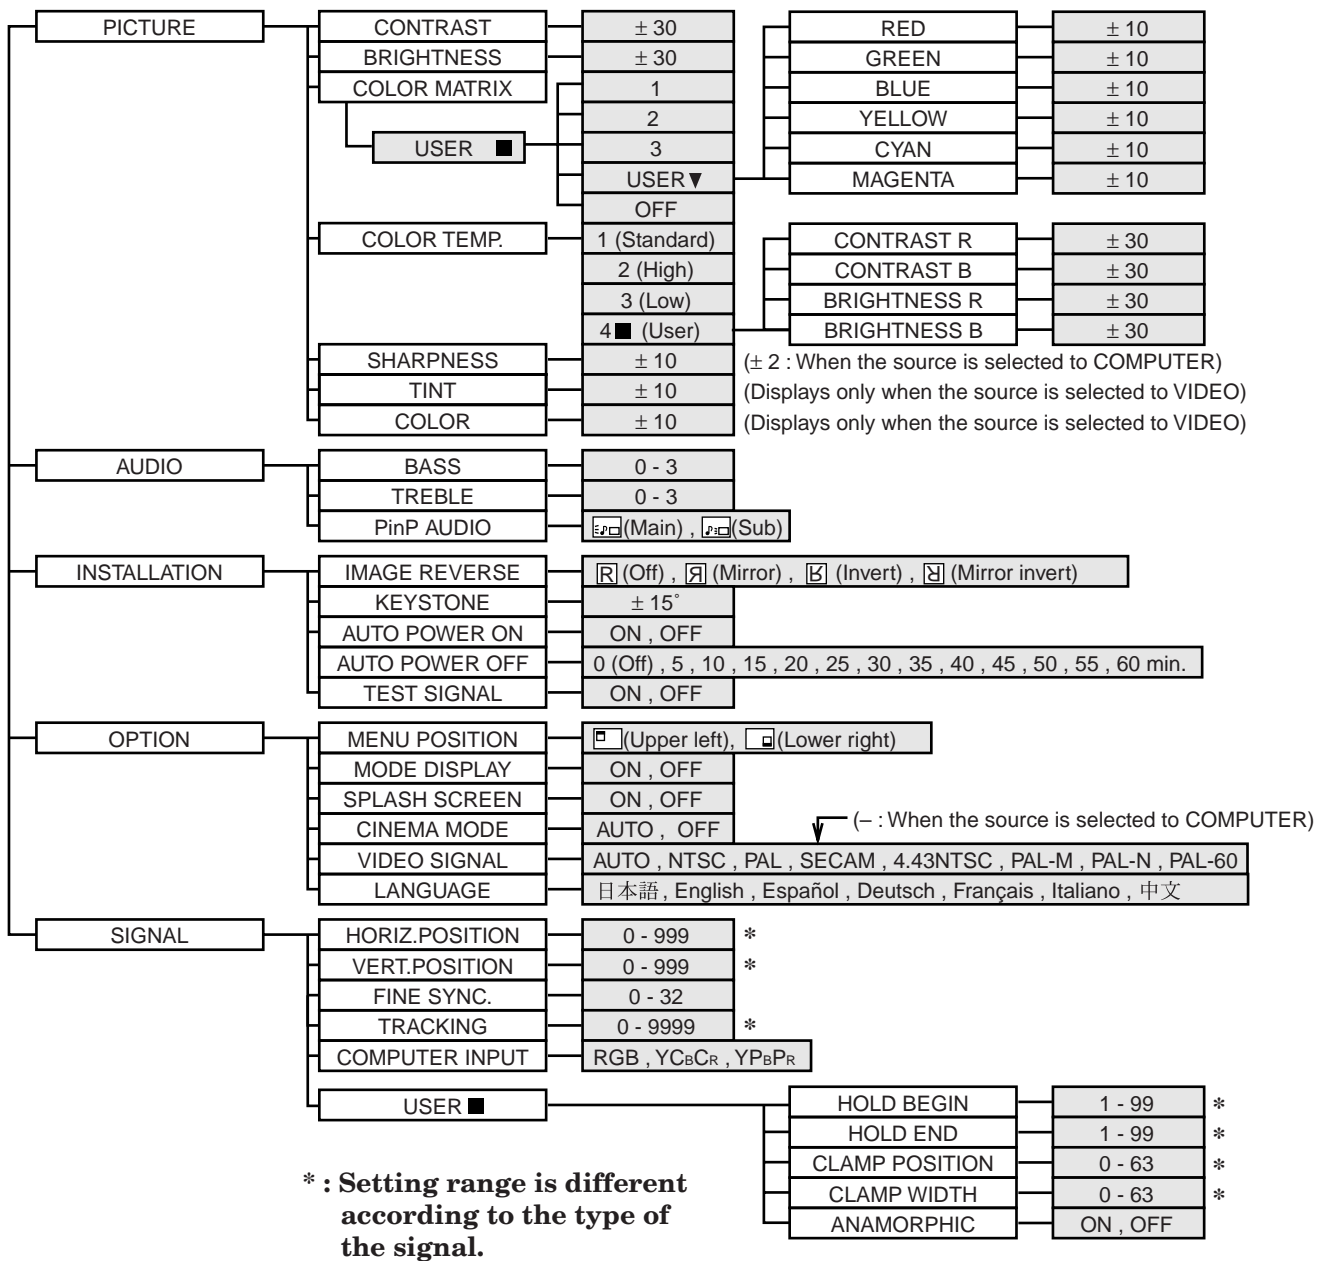 PICTURE CONTRAST ± 30 RED ± 10
BRIGHTNESS ± 30 GREEN ± 10
COLOR MATRIX 1 BLUE ± 10
2 YELLOW ± 10
USER ■ 3 CYAN ± 10
USER▼ MAGENTA ± 10
OFF
COLOR TEMP. 1 (Standard) CONTRAST R ± 30
2 (High) CONTRAST B ± 30
3 (Low) BRIGHTNESS R ± 30
4■ (User) BRIGHTNESS B ± 30
SHARPNESS ± 10 (± 2 : When the source is selected to COMPUTER)
TINT ± 10 (Displays only when the source is selected to VIDEO)
COLOR ± 10 (Displays only when the source is selected to VIDEO)
AUDIO BASS 0 - 3
TREBLE 0 - 3
PinP AUDIO (Main) , (Sub)
INSTALLATION IMAGE REVERSE R (Off) , R (Mirror) , R (Invert) , R (Mirror invert)
KEYSTONE ± 15°
AUTO POWER ON ON , OFF
AUTO POWER OFF 0 (Off) , 5 , 10 , 15 , 20 , 25 , 30 , 35 , 40 , 45 , 50 , 55 , 60 min.
TEST SIGNAL ON , OFF
OPTION MENU POSITION (Upper left), (Lower right)
MODE DISPLAY ON , OFF
SPLASH SCREEN ON , OFF
CINEMA MODE AUTO , OFF (– : When the source is selected to COMPUTER)
VIDEO SIGNAL AUTO , NTSC , PAL , SECAM , 4.43NTSC , PAL-M , PAL-N , PAL-60
LANGUAGE 日本語 , English , Español , Deutsch , Français , Italiano , 中文
SIGNAL HORIZ.POSITION 0 - 999 *
VERT.POSITION 0 - 999 *
FINE SYNC. 0 - 32
TRACKING 0 - 9999 *
COMPUTER INPUT RGB , YCBCR , YPBPR
USER ■ HOLD BEGIN 1 - 99 *
HOLD END 1 - 99 *
CLAMP POSITION 0 - 63 *
CLAMP WIDTH 0 - 63 *
ANAMORPHIC ON , OFF
* : Setting range is different
according to the type of
the signal.